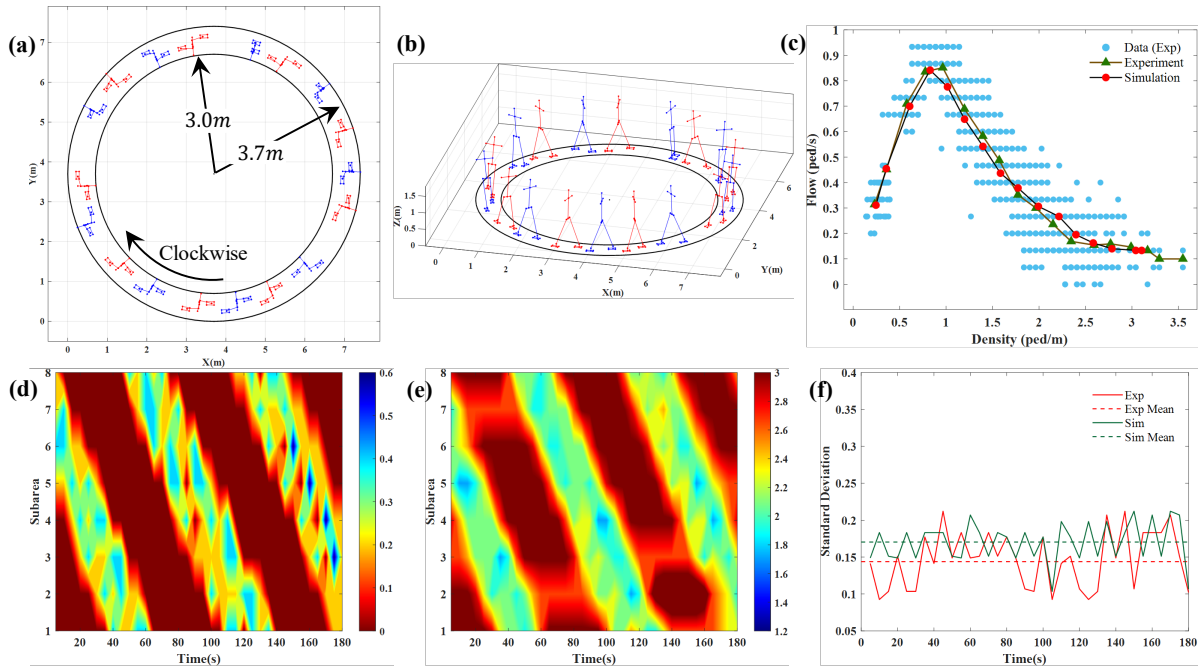 (a)
Y(m)
7
6
5
4
3
2
1
0
3.0m
3.7m
Clockwise
0 1 2 3 4 5 6 7
X(m)
(b)
Z(m)
1.5
1
0.5
0
0 1 2 3 4 5 6 7
X(m)
0
2
4
6
Y(m)
(c)
Flow (ped/s)
1
0.9
0.8
0.7
0.6
0.5
0.4
0.3
0.2
0.1
0
Data (Exp)
Experiment
Simulation
0 0.5 1 1.5 2 2.5 3 3.5
Density (ped/m)
(d)
Subarea
8
7
6
5
4
3
2
1
20 40 60 80 100 120 140 160 180
Time(s)
0.6
0.5
0.4
0.3
0.2
0.1
0
(e)
Subarea
8
7
6
5
4
3
2
1
20 40 60 80 100 120 140 160 180
Time(s)
3
2.8
2.6
2.4
2.2
2
1.8
1.6
1.4
1.2
(f)
Standard Deviation
0.4
0.35
0.3
0.25
0.2
0.15
0.1
0.05
Exp
Exp Mean
Sim
Sim Mean
0 20 40 60 80 100 120 140 160 180
Time(s)